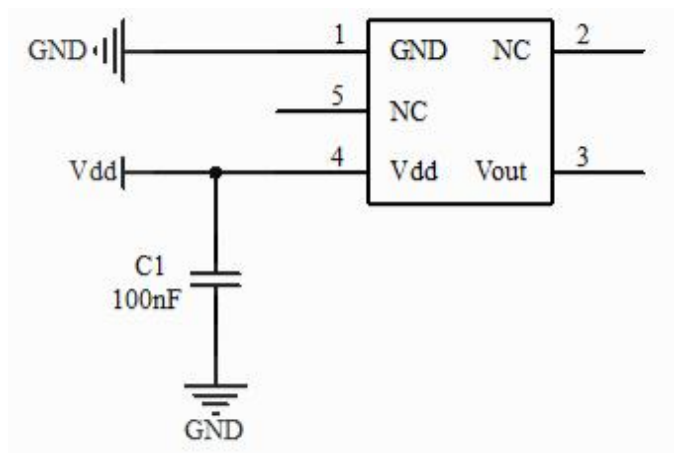 1 2
GND GND NC
5
NC
Vdd 4 Vdd Vout 3
C1
100nF
GND